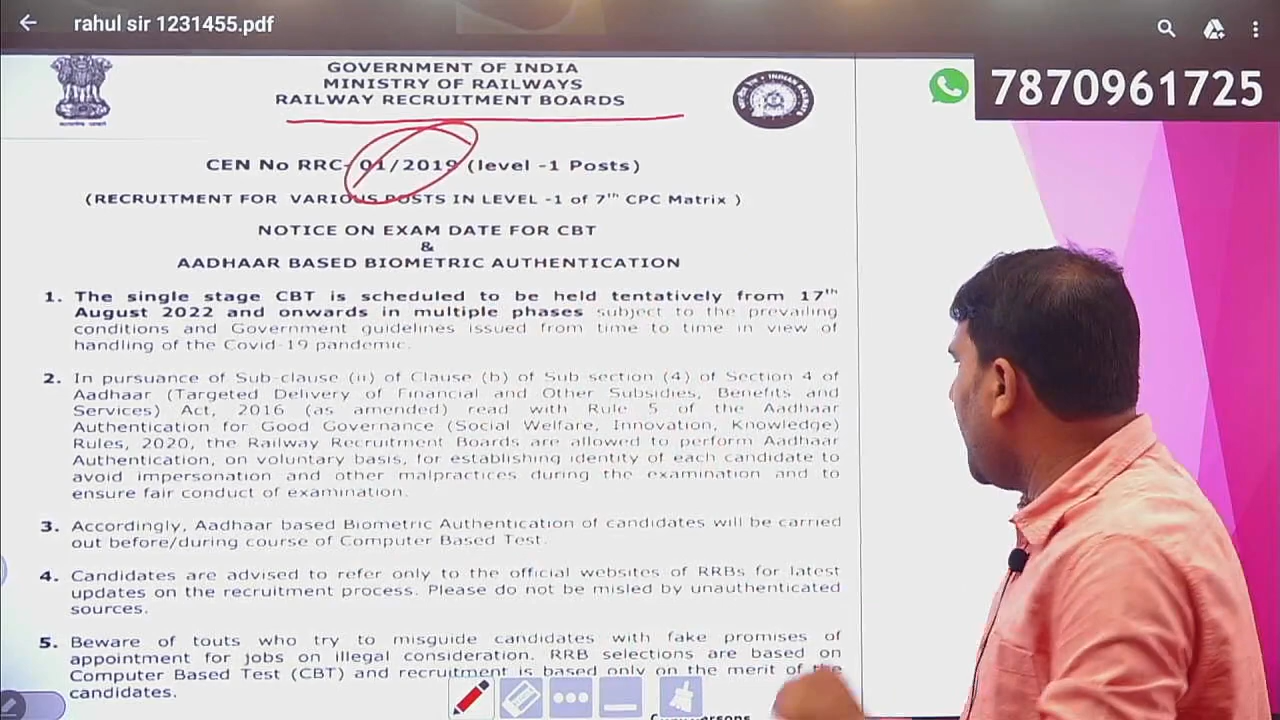 rahul sir 1231455.pdf
7870961725
GOVERNMENT OF INDIA
MINISTRY OF RAILWAYS
RAILWAY RECRUITMENT BOARDS
CEN No RRC- 01/2019 (level -1 Posts)
(RECRUITMENT FOR VARIOUS POSTS IN LEVEL -1 of 7th CPC Matrix )
NOTICE ON EXAM DATE FOR CBT
&
AADHAAR BASED BIOMETRIC AUTHENTICATION
1. The single stage CBT is scheduled to be held tentatively from 17th
August 2022 and onwards in multiple phases subject to the prevailing
conditions and Government guidelines issued from time to time in view of
handling of the Covid-19 pandemic.
2. In pursuance of Sub-clause (ii) of Clause (b) of Sub section (4) of Section 4 of
Aadhaar (Targeted Delivery of Financial and Other Subsidies, Benefits and
Services) Act, 2016 (as amended) read with Rule 5 of the Aadhaar
Authentication for Good Governance (Social Welfare, Innovation, Knowledge)
Rules, 2020, the Railway Recruitment Boards are allowed to perform Aadhaar
Authentication, on voluntary basis, for establishing identity of each candidate to
avoid impersonation and other malpractices during the examination and to
ensure fair conduct of examination.
3. Accordingly, Aadhaar based Biometric Authentication of candidates will be carried
out before/during course of Computer Based Test.
4. Candidates are advised to refer only to the official websites of RRBs for latest
updates on the recruitment process. Please do not be misled by unauthenticated
sources.
5. Beware of touts who try to misguide candidates with fake promises of
appointment for jobs on illegal consideration. RRB selections are based on
Computer Based Test (CBT) and recruitment is based only on the merit of the
candidates.